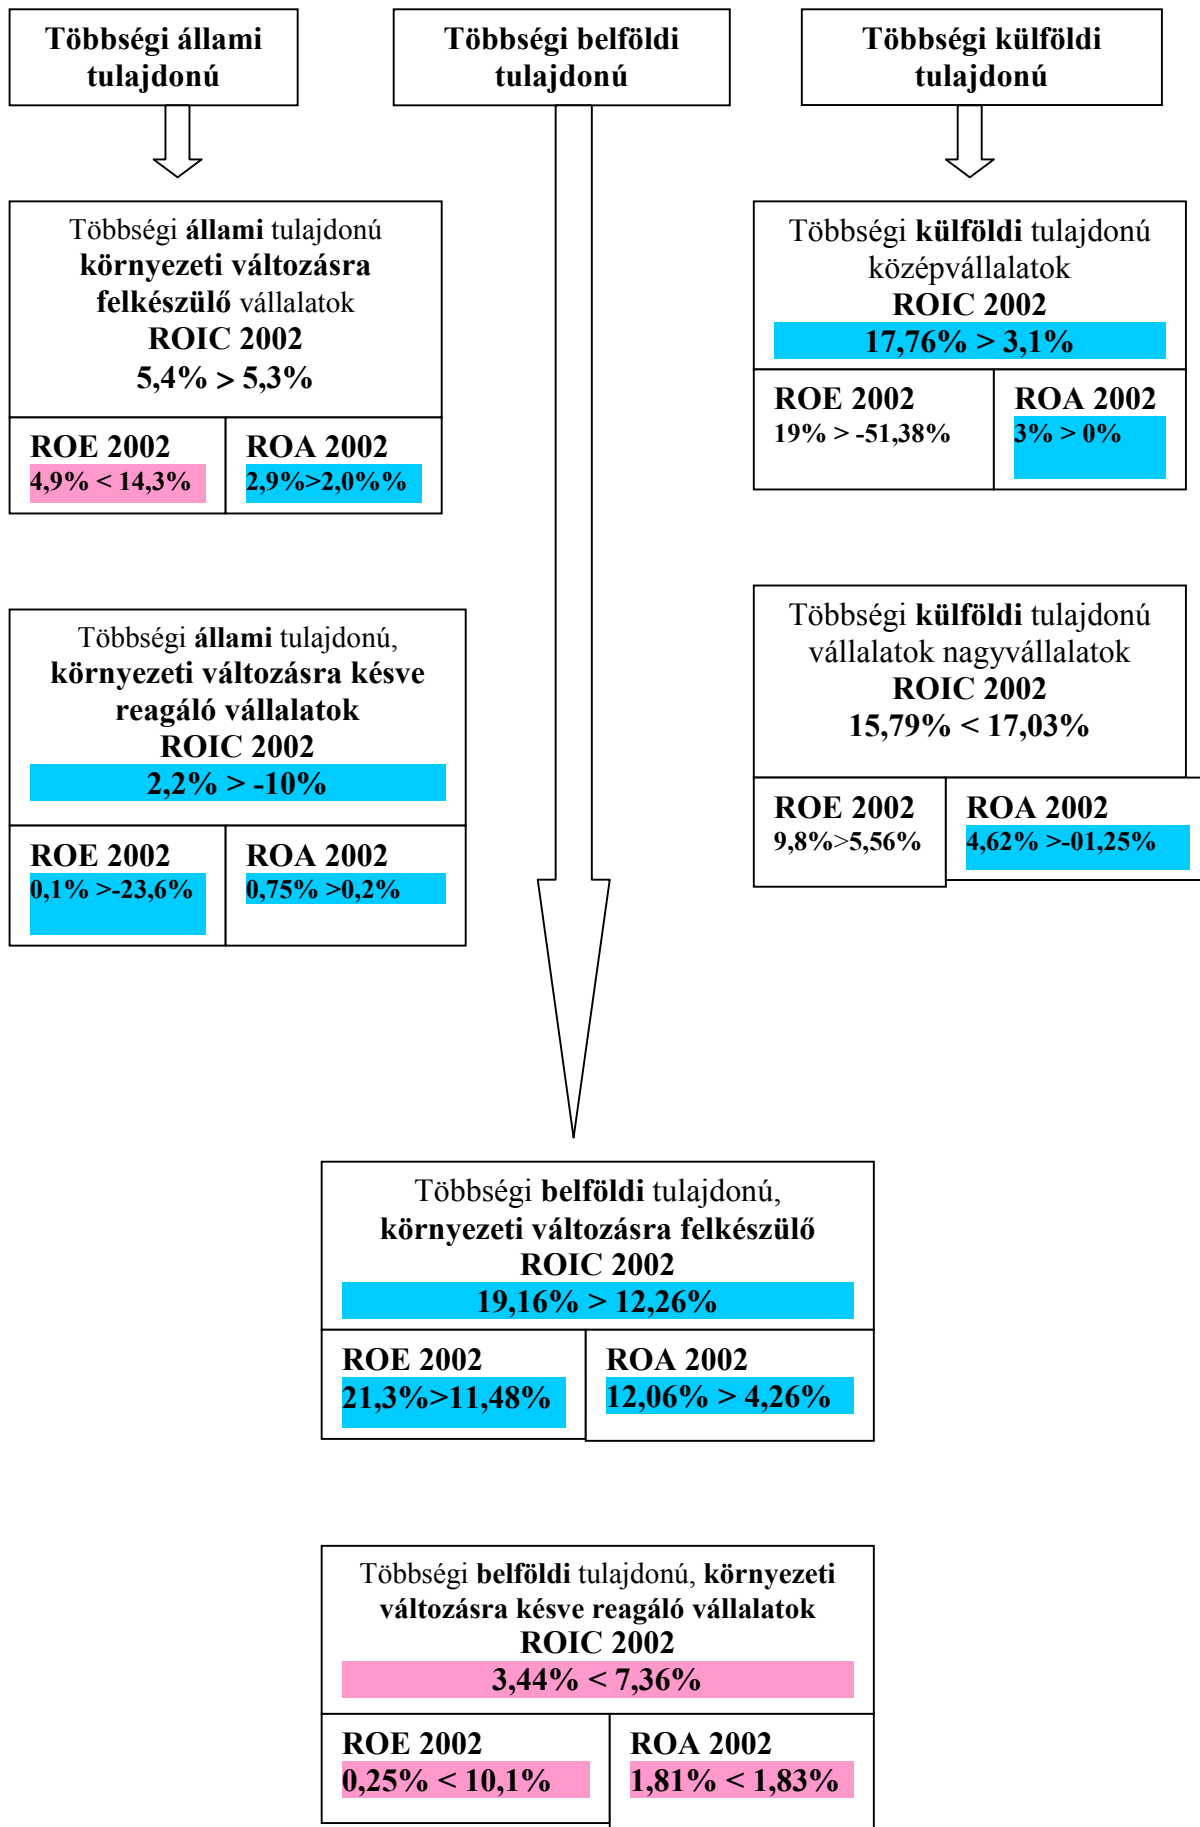 Többségi állami
tulajdonú
Többségi belföldi
tulajdonú
Többségi külföldi
tulajdonú
Többségi állami tulajdonú
környezeti változásra
felkészülő vállalatok
ROIC 2002
5,4% > 5,3%
ROE 2002
4,9% < 14,3%
ROA 2002
2,9%>2,0%%
Többségi állami tulajdonú,
környezeti változásra késve
reagáló vállalatok
ROIC 2002
2,2% > -10%
ROE 2002
0,1% >-23,6%
ROA 2002
0,75% >0,2%
Többségi külföldi tulajdonú
középvállalatok
ROIC 2002
17,76% > 3,1%
ROE 2002
19% > -51,38%
ROA 2002
3% > 0%
Többségi külföldi tulajdonú
vállalatok nagyvállalatok
ROIC 2002
15,79% < 17,03%
ROE 2002
9,8%>5,56%
ROA 2002
4,62% >-01,25%
Többségi belföldi tulajdonú,
környezeti változásra felkészülő
ROIC 2002
19,16% > 12,26%
ROE 2002
21,3%>11,48%
ROA 2002
12,06% > 4,26%
Többségi belföldi tulajdonú, környezeti
változásra késve reagáló vállalatok
ROIC 2002
3,44% < 7,36%
ROE 2002
0,25% < 10,1%
ROA 2002
1,81% < 1,83%